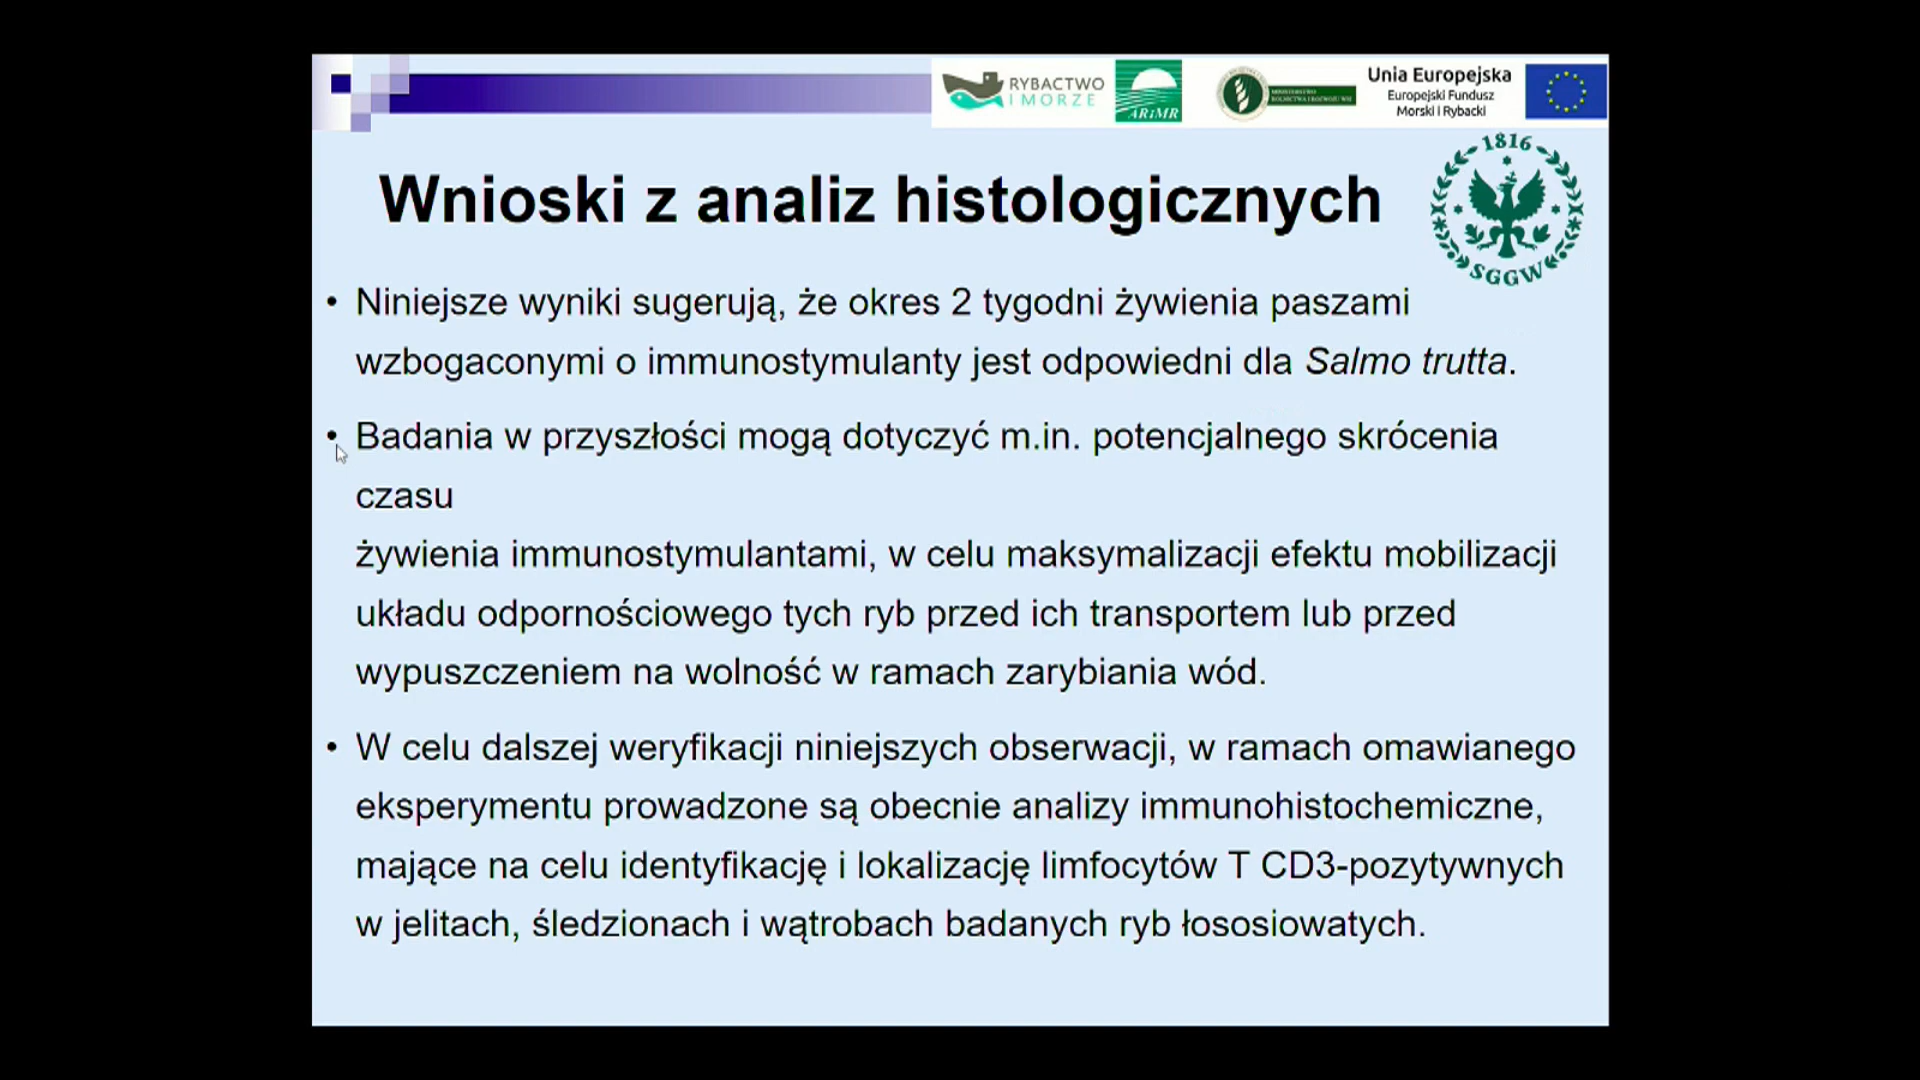 RYBACTWO
I MORZE
ARiMR
MINISTERSTWO
ROLNICTWA I ROZWOJU WSI
Unia Europejska
Europejski Fundusz
Morski i Rybacki
1816
SGGW
Wnioski z analiz histologicznych
• Niniejsze wyniki sugerują, że okres 2 tygodni żywienia paszami
wzbogaconymi o immunostymulanty jest odpowiedni dla Salmo trutta.
• Badania w przyszłości mogą dotyczyć m.in. potencjalnego skrócenia
czasu
żywienia immunostymulantami, w celu maksymalizacji efektu mobilizacji
układu odpornościowego tych ryb przed ich transportem lub przed
wypuszczeniem na wolność w ramach zarybiania wód.
• W celu dalszej weryfikacji niniejszych obserwacji, w ramach omawianego
eksperymentu prowadzone są obecnie analizy immunohistochemiczne,
mające na celu identyfikację i lokalizację limfocytów T CD3-pozytywnych
w jelitach, śledzionach i wątrobach badanych ryb łososiowatych.